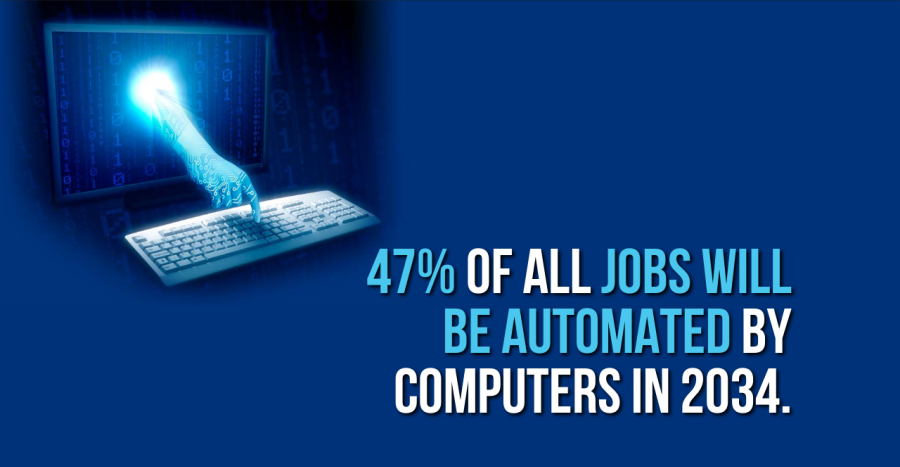 47% OF ALL JOBS WILL
BE AUTOMATED BY
COMPUTERS IN 2034.